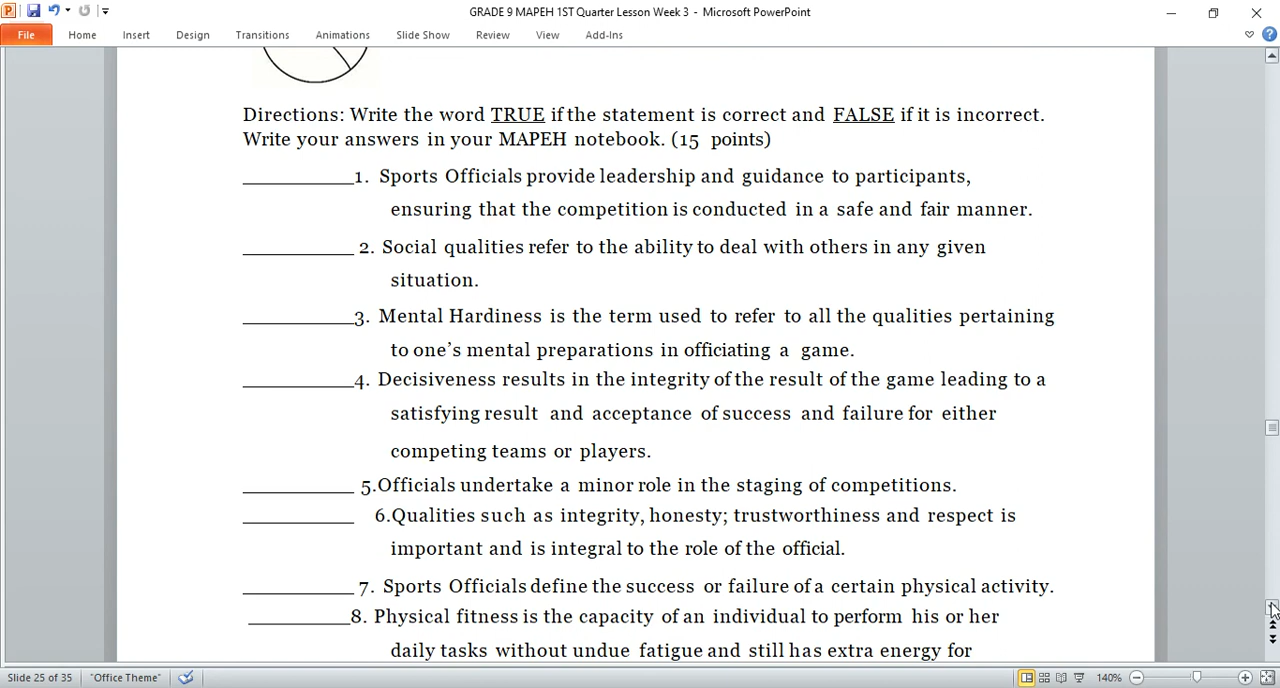 GRADE 9 MAPEH 1ST Quarter Lesson Week 3 - Microsoft PowerPoint
File Home Insert Design Transitions Animations Slide Show Review View Add-Ins
Directions: Write the word TRUE if the statement is correct and FALSE if it is incorrect.
Write your answers in your MAPEH notebook. (15 points)
___________1. Sports Officials provide leadership and guidance to participants,
ensuring that the competition is conducted in a safe and fair manner.
___________ 2. Social qualities refer to the ability to deal with others in any given
situation.
___________3. Mental Hardiness is the term used to refer to all the qualities pertaining
to one’s mental preparations in officiating a game.
___________4. Decisiveness results in the integrity of the result of the game leading to a
satisfying result and acceptance of success and failure for either
competing teams or players.
___________ 5.Officials undertake a minor role in the staging of competitions.
___________ 6.Qualities such as integrity, honesty; trustworthiness and respect is
important and is integral to the role of the official.
___________ 7. Sports Officials define the success or failure of a certain physical activity.
__________8. Physical fitness is the capacity of an individual to perform his or her
daily tasks without undue fatigue and still has extra energy for
Slide 25 of 35 "Office Theme" 140%